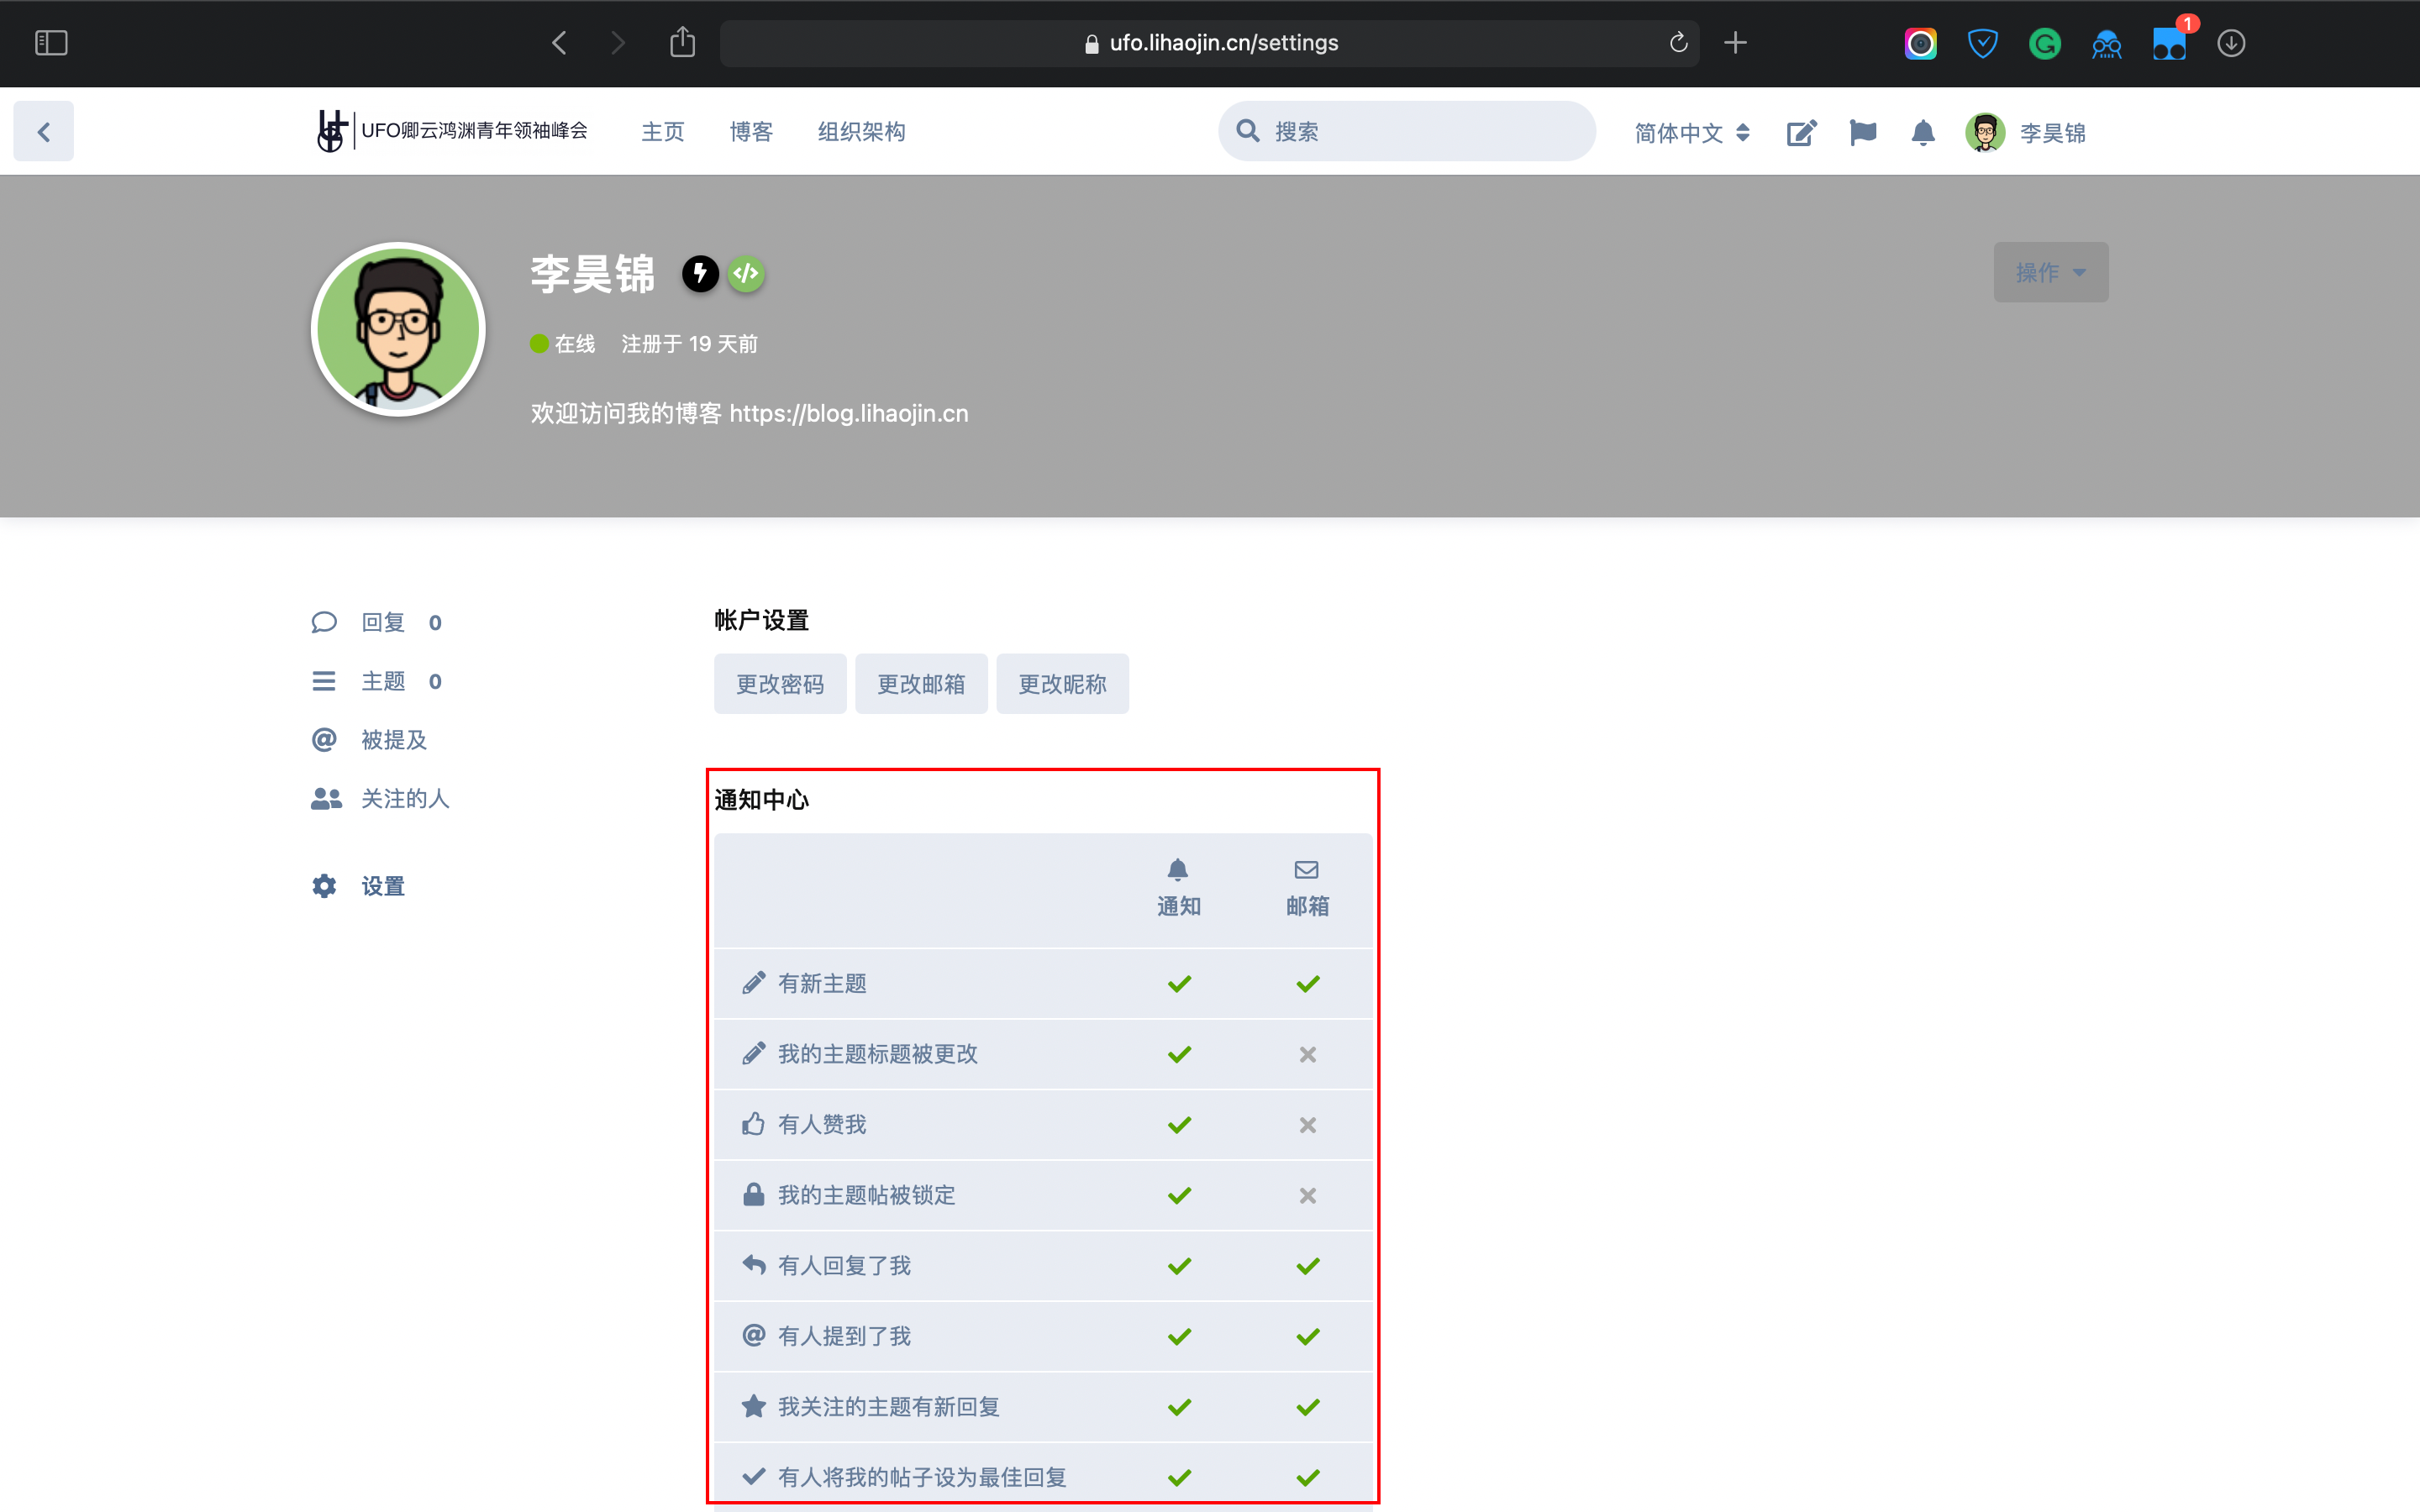 ufo.lihaojin.cn/settings
1
UFO卿云鸿渊青年领袖峰会 主页 博客 组织架构 搜索 简体中文 李昊锦
李昊锦
操作
在线 注册于 19 天前
欢迎访问我的博客 https://blog.lihaojin.cn
回复 0
主题 0
被提及
关注的人
设置
帐户设置
更改密码 更改邮箱 更改昵称
通知中心
通知 邮箱
有新主题
我的主题标题被更改
有人赞我
我的主题帖被锁定
有人回复了我
有人提到了我
我关注的主题有新回复
有人将我的帖子设为最佳回复